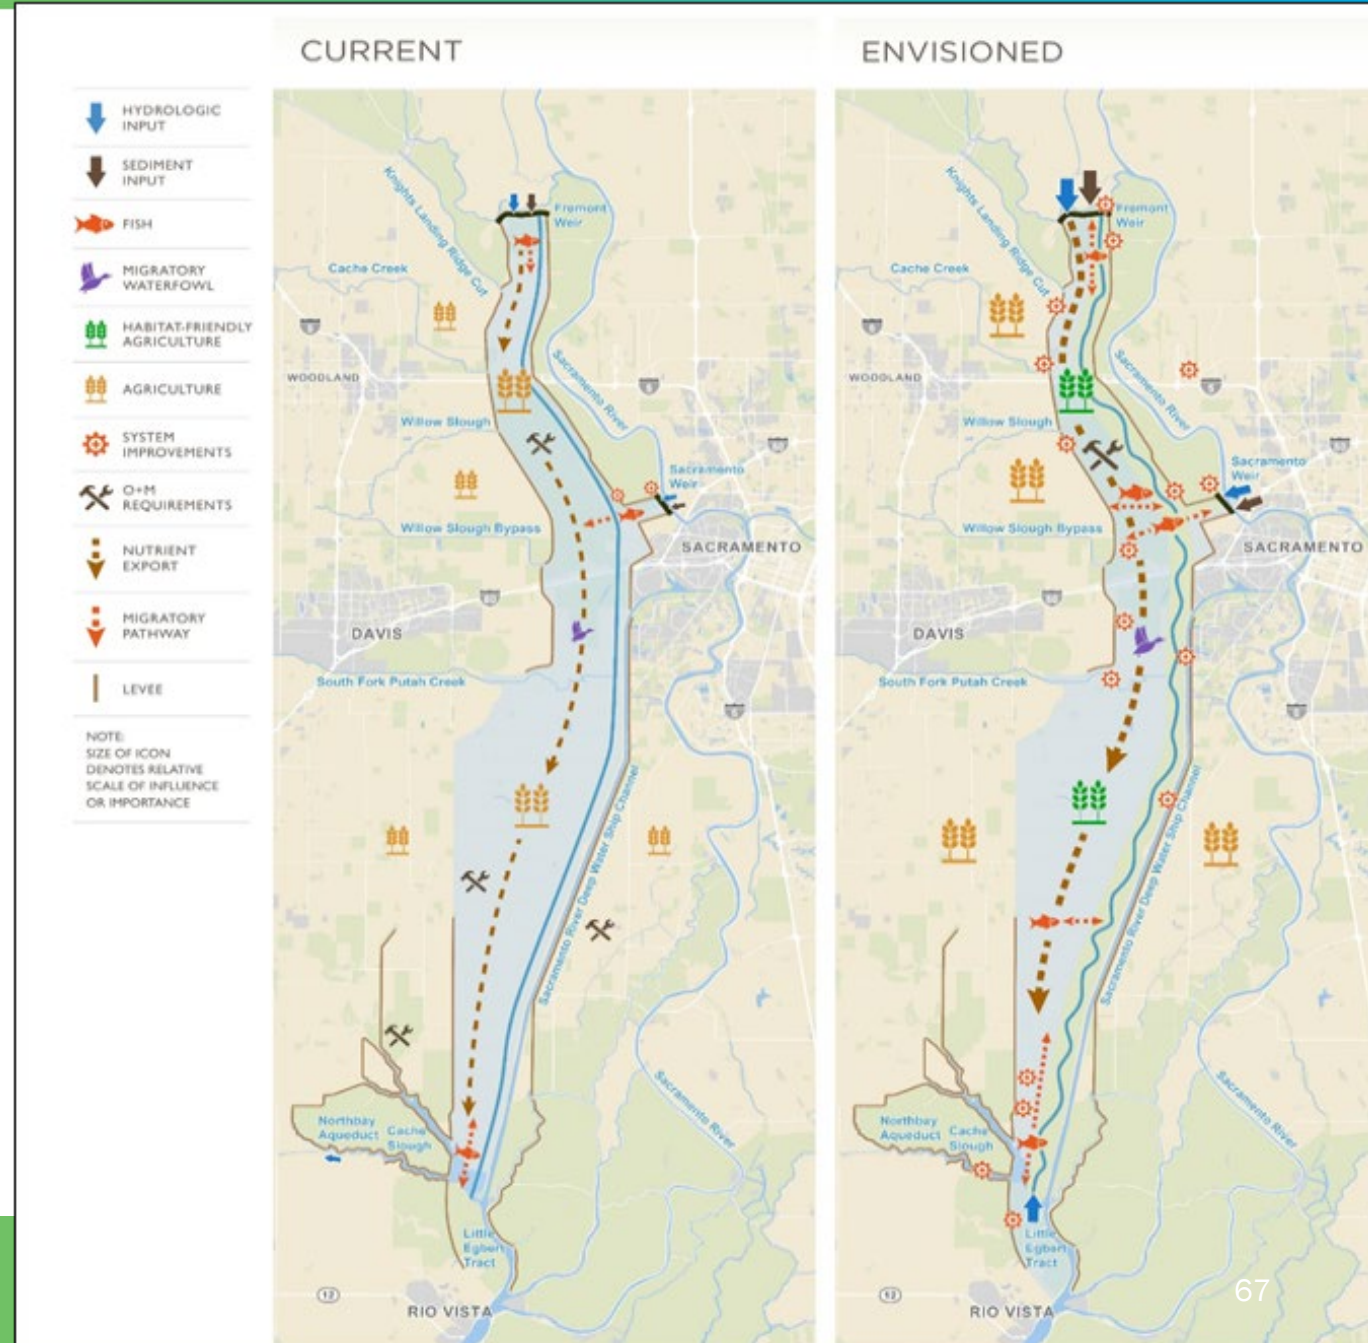 CURRENT
ENVISIONED
HYDROLOGIC
INPUT
SEDIMENT
INPUT
FISH
MIGRATORY
WATERFOWL
HABITAT-FRIENDLY
AGRICULTURE
AGRICULTURE
SYSTEM
IMPROVEMENTS
O+M
REQUIREMENTS
NUTRIENT
EXPORT
MIGRATORY
PATHWAY
LEVEE
NOTE:
SIZE OF ICON
DENOTES RELATIVE
SCALE OF INFLUENCE
OR IMPORTANCE
Knights Landing Ridge Cut
Fremont
Weir
Cache Creek
WOODLAND
Sacramento River
Willow Slough
Sacramento
Weir
Willow Slough Bypass
SACRAMENTO
DAVIS
South Fork Putah Creek
Sacramento River Deep Water Ship Channel
Sacramento River
Northbay
Aqueduct
Cache
Slough
Little
Egbert
Tract
12
RIO VISTA
Knights Landing Ridge Cut
Fremont
Weir
Cache Creek
WOODLAND
Sacramento River
Willow Slough
Sacramento
Weir
Willow Slough Bypass
SACRAMENTO
DAVIS
South Fork Putah Creek
Sacramento River Deep Water Ship Channel
Sacramento River
Northbay
Aqueduct
Cache
Slough
Little
Egbert
Tract
12
RIO VISTA
67